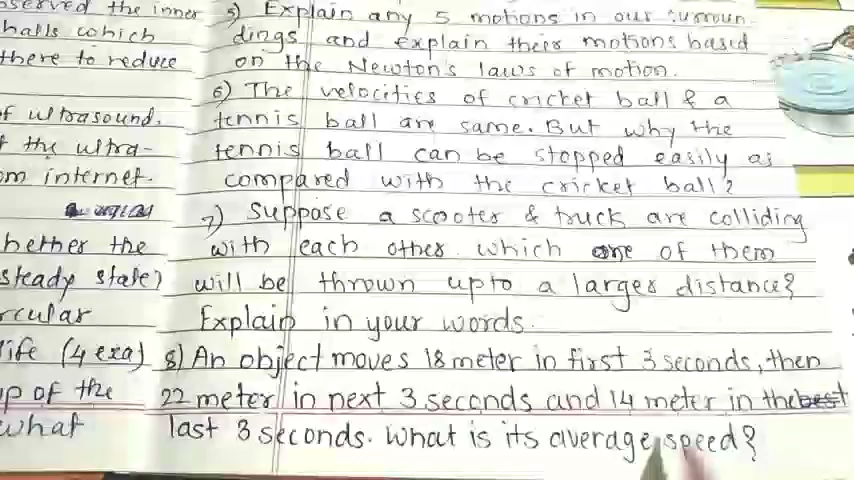 served the inner
balls which
there to reduce
of ultrasound.
the ultra-
om internet.
hether the
steady state)
rcular
life (4 exa)
p of the
what
5) Explain any 5 motions in our surroun-
dings and explain their motions based
on the Newton's laws of motion.
6) The velocities of cricket ball & a
tennis ball are same. But why the
tennis ball can be stopped easily as
compared with the cricket ball?
7) Suppose a scooter & truck are colliding
with each other. which one of them
will be thrown upto a larger distance?
Explain in your words.
8) An object moves 18 meter in first 3 seconds, then
22 meter in next 3 seconds and 14 meter in the
last 3 seconds. What is its average speed?